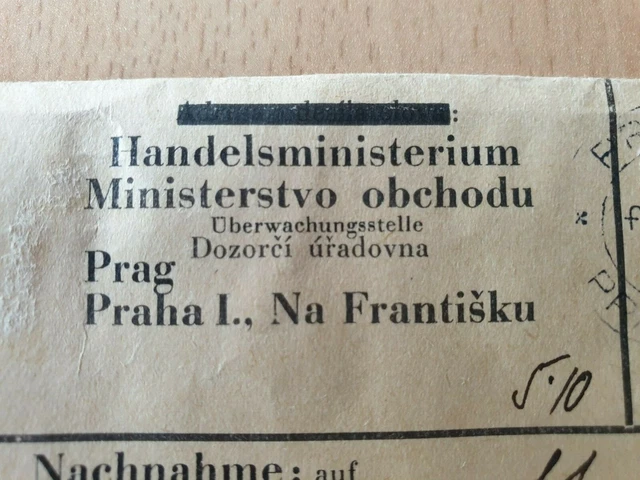 Handelsministerium
Ministerstvo obchodu
Überwachungsstelle
Dozorčí úřadovna
Prag
Praha I., Na Františku
5·10
Nachnahme: auf